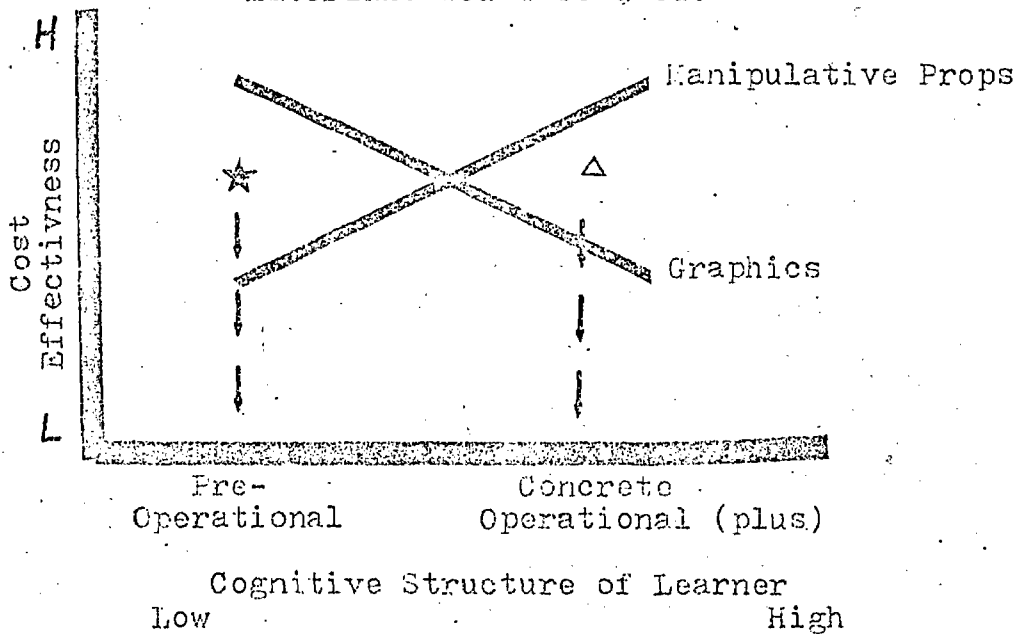 H
Manipulative Props
Cost
Effectivness
Graphics
L
Pre-
Operational
Concrete
Operational (plus)
Cognitive Structure of Learner
Low
High